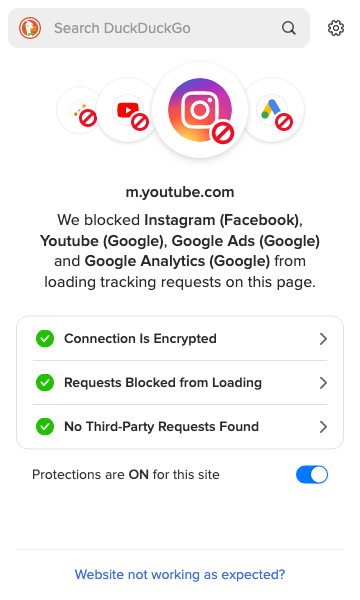 Search DuckDuckGo
m.youtube.com
We blocked Instagram (Facebook),
Youtube (Google), Google Ads (Google)
and Google Analytics (Google) from
loading tracking requests on this page.
Connection Is Encrypted
Requests Blocked from Loading
No Third-Party Requests Found
Protections are ON for this site
Website not working as expected?